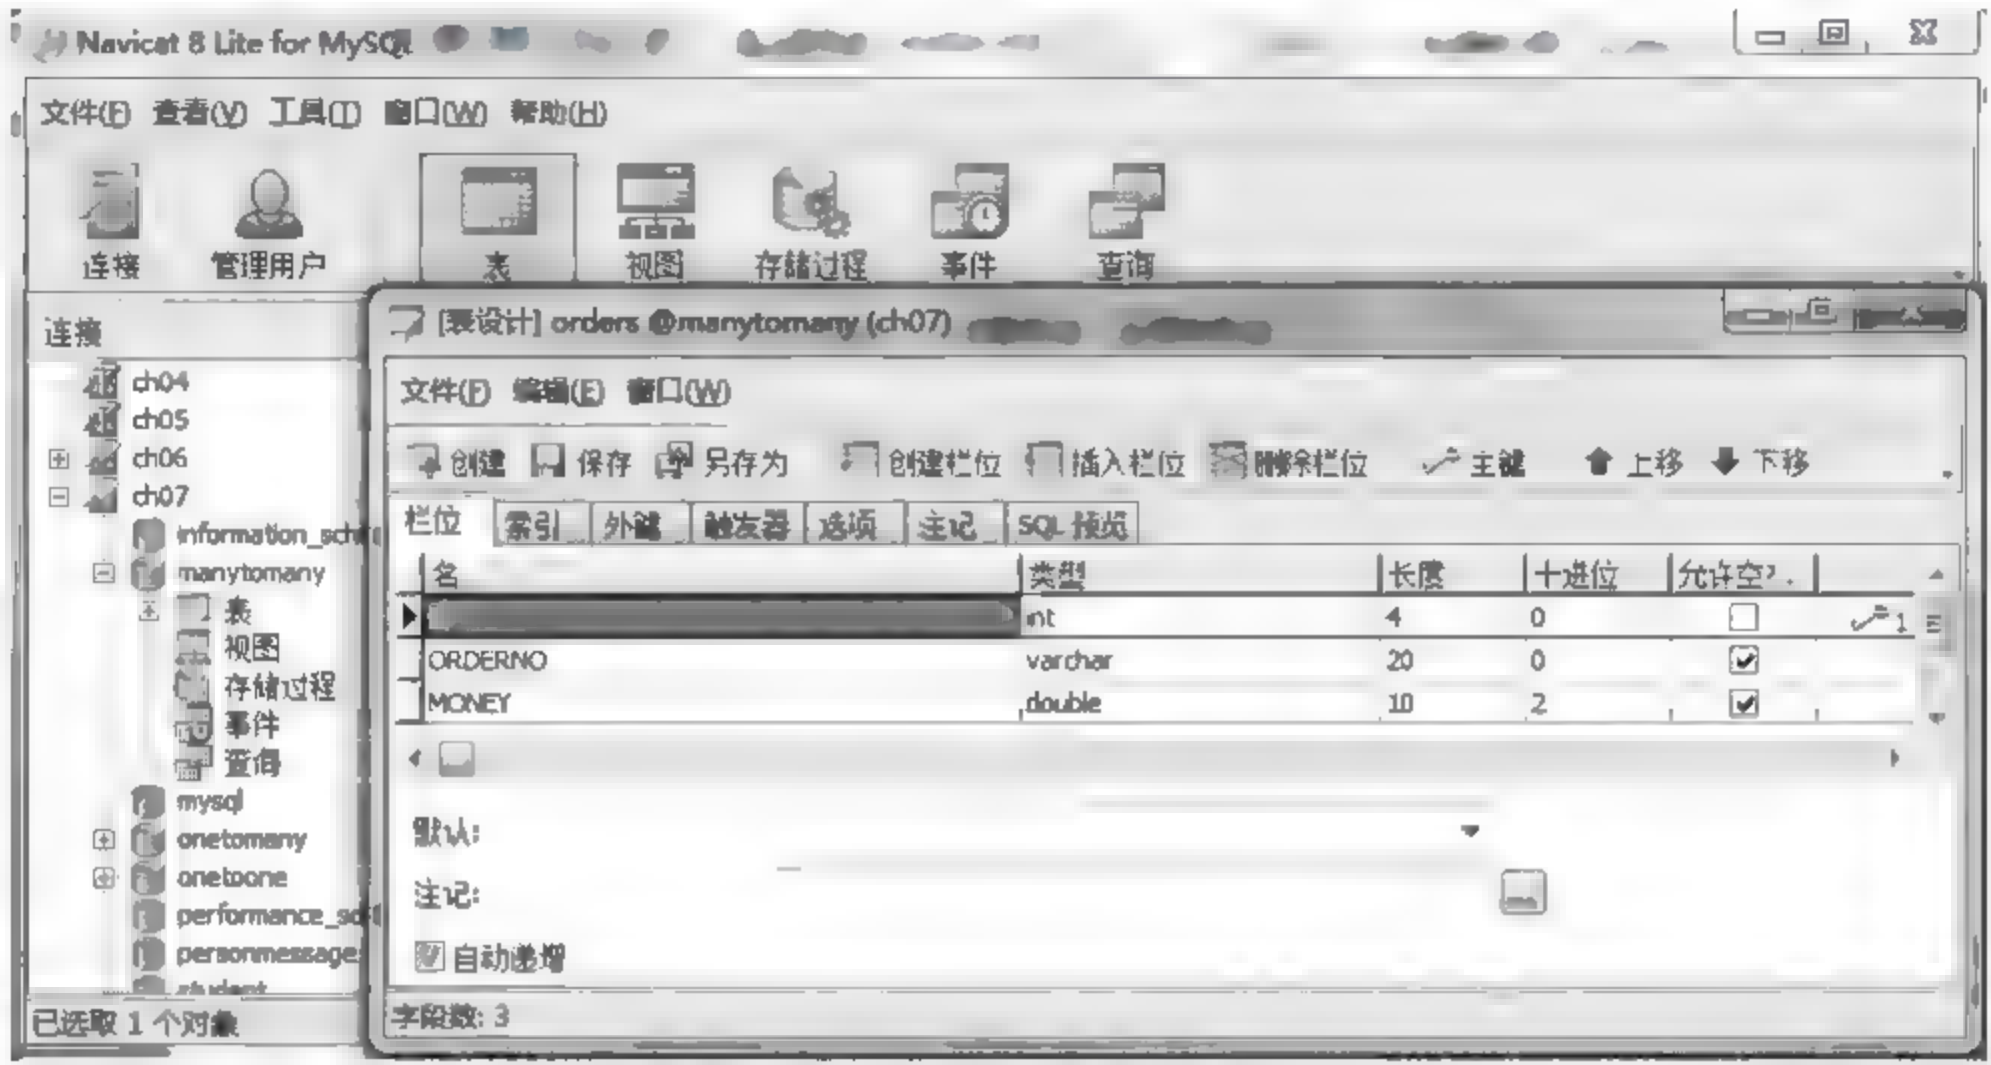 Navicat 8 Lite for MySQL
文件(F) 查看(V) 工具(T) 窗口(W) 帮助(H)
连接 管理用户 表 视图 存储过程 事件 查询
连接
ch04
ch05
ch06
ch07
information_sch
manytomany
表
视图
存储过程
事件
查询
mysql
onetomany
onetoone
performance_sc
personmessage
student
已选取 1 个对象
[表设计] orders @manytomany (ch07)
文件(F) 编辑(E) 窗口(W)
创建 保存 另存为 创建栏位 插入栏位 删除栏位 主键 上移 下移
栏位 索引 外键 触发器 选项 注记 SQL 预览
名 类型 长度 十进位 允许空?.
int 4 0 1
ORDERNO varchar 20 0
MONEY double 10 2
默认:
注记:
自动递增
字段数: 3